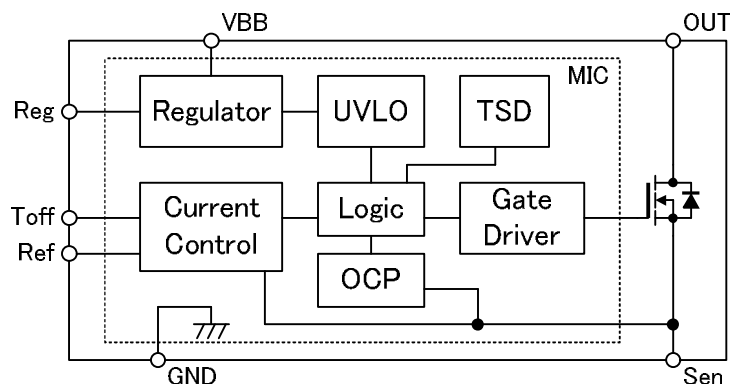 VBB
OUT
MIC
Reg
Regulator
UVLO
TSD
Toff
Ref
Current
Control
Logic
Gate
Driver
OCP
GND
Sen